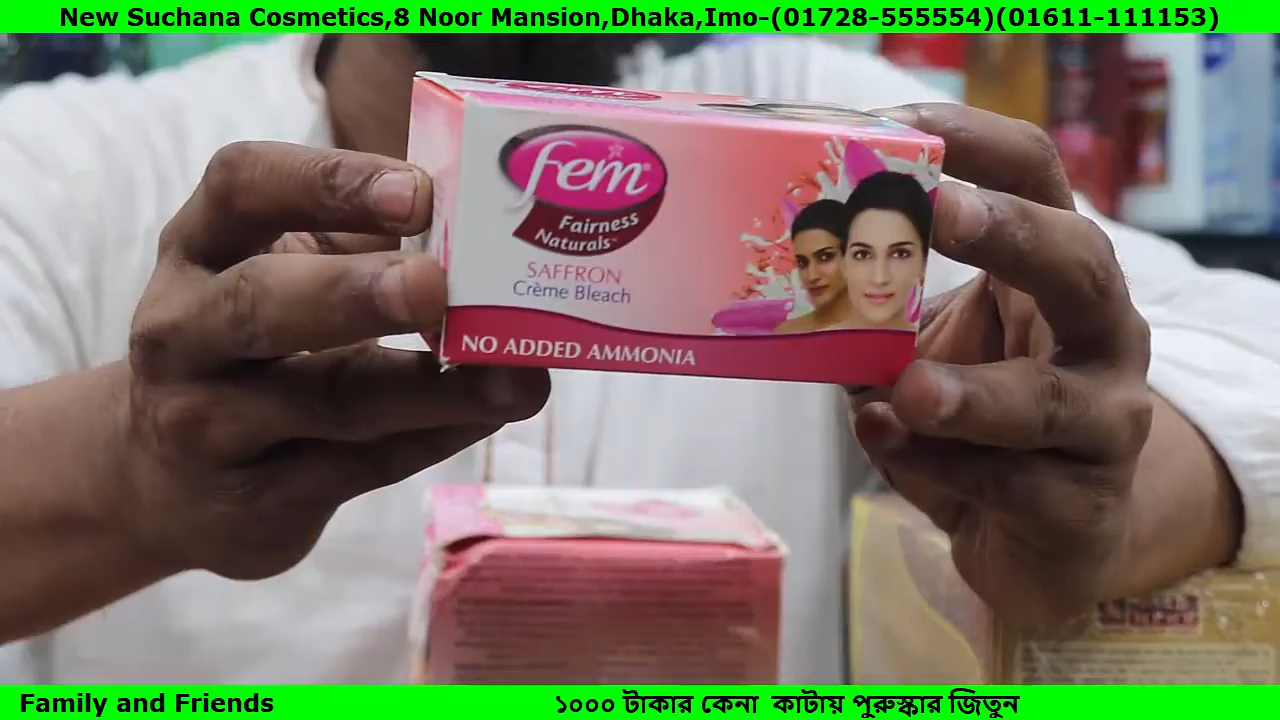 New Suchana Cosmetics,8 Noor Mansion,Dhaka,Imo-(01728-555554)(01611-111153)
fem®
Fairness
Naturals™
SAFFRON
Crème Bleach
NO ADDED AMMONIA
Family and Friends
১০০০ টাকার কেনা কাটায় পুরুস্কার জিতুন